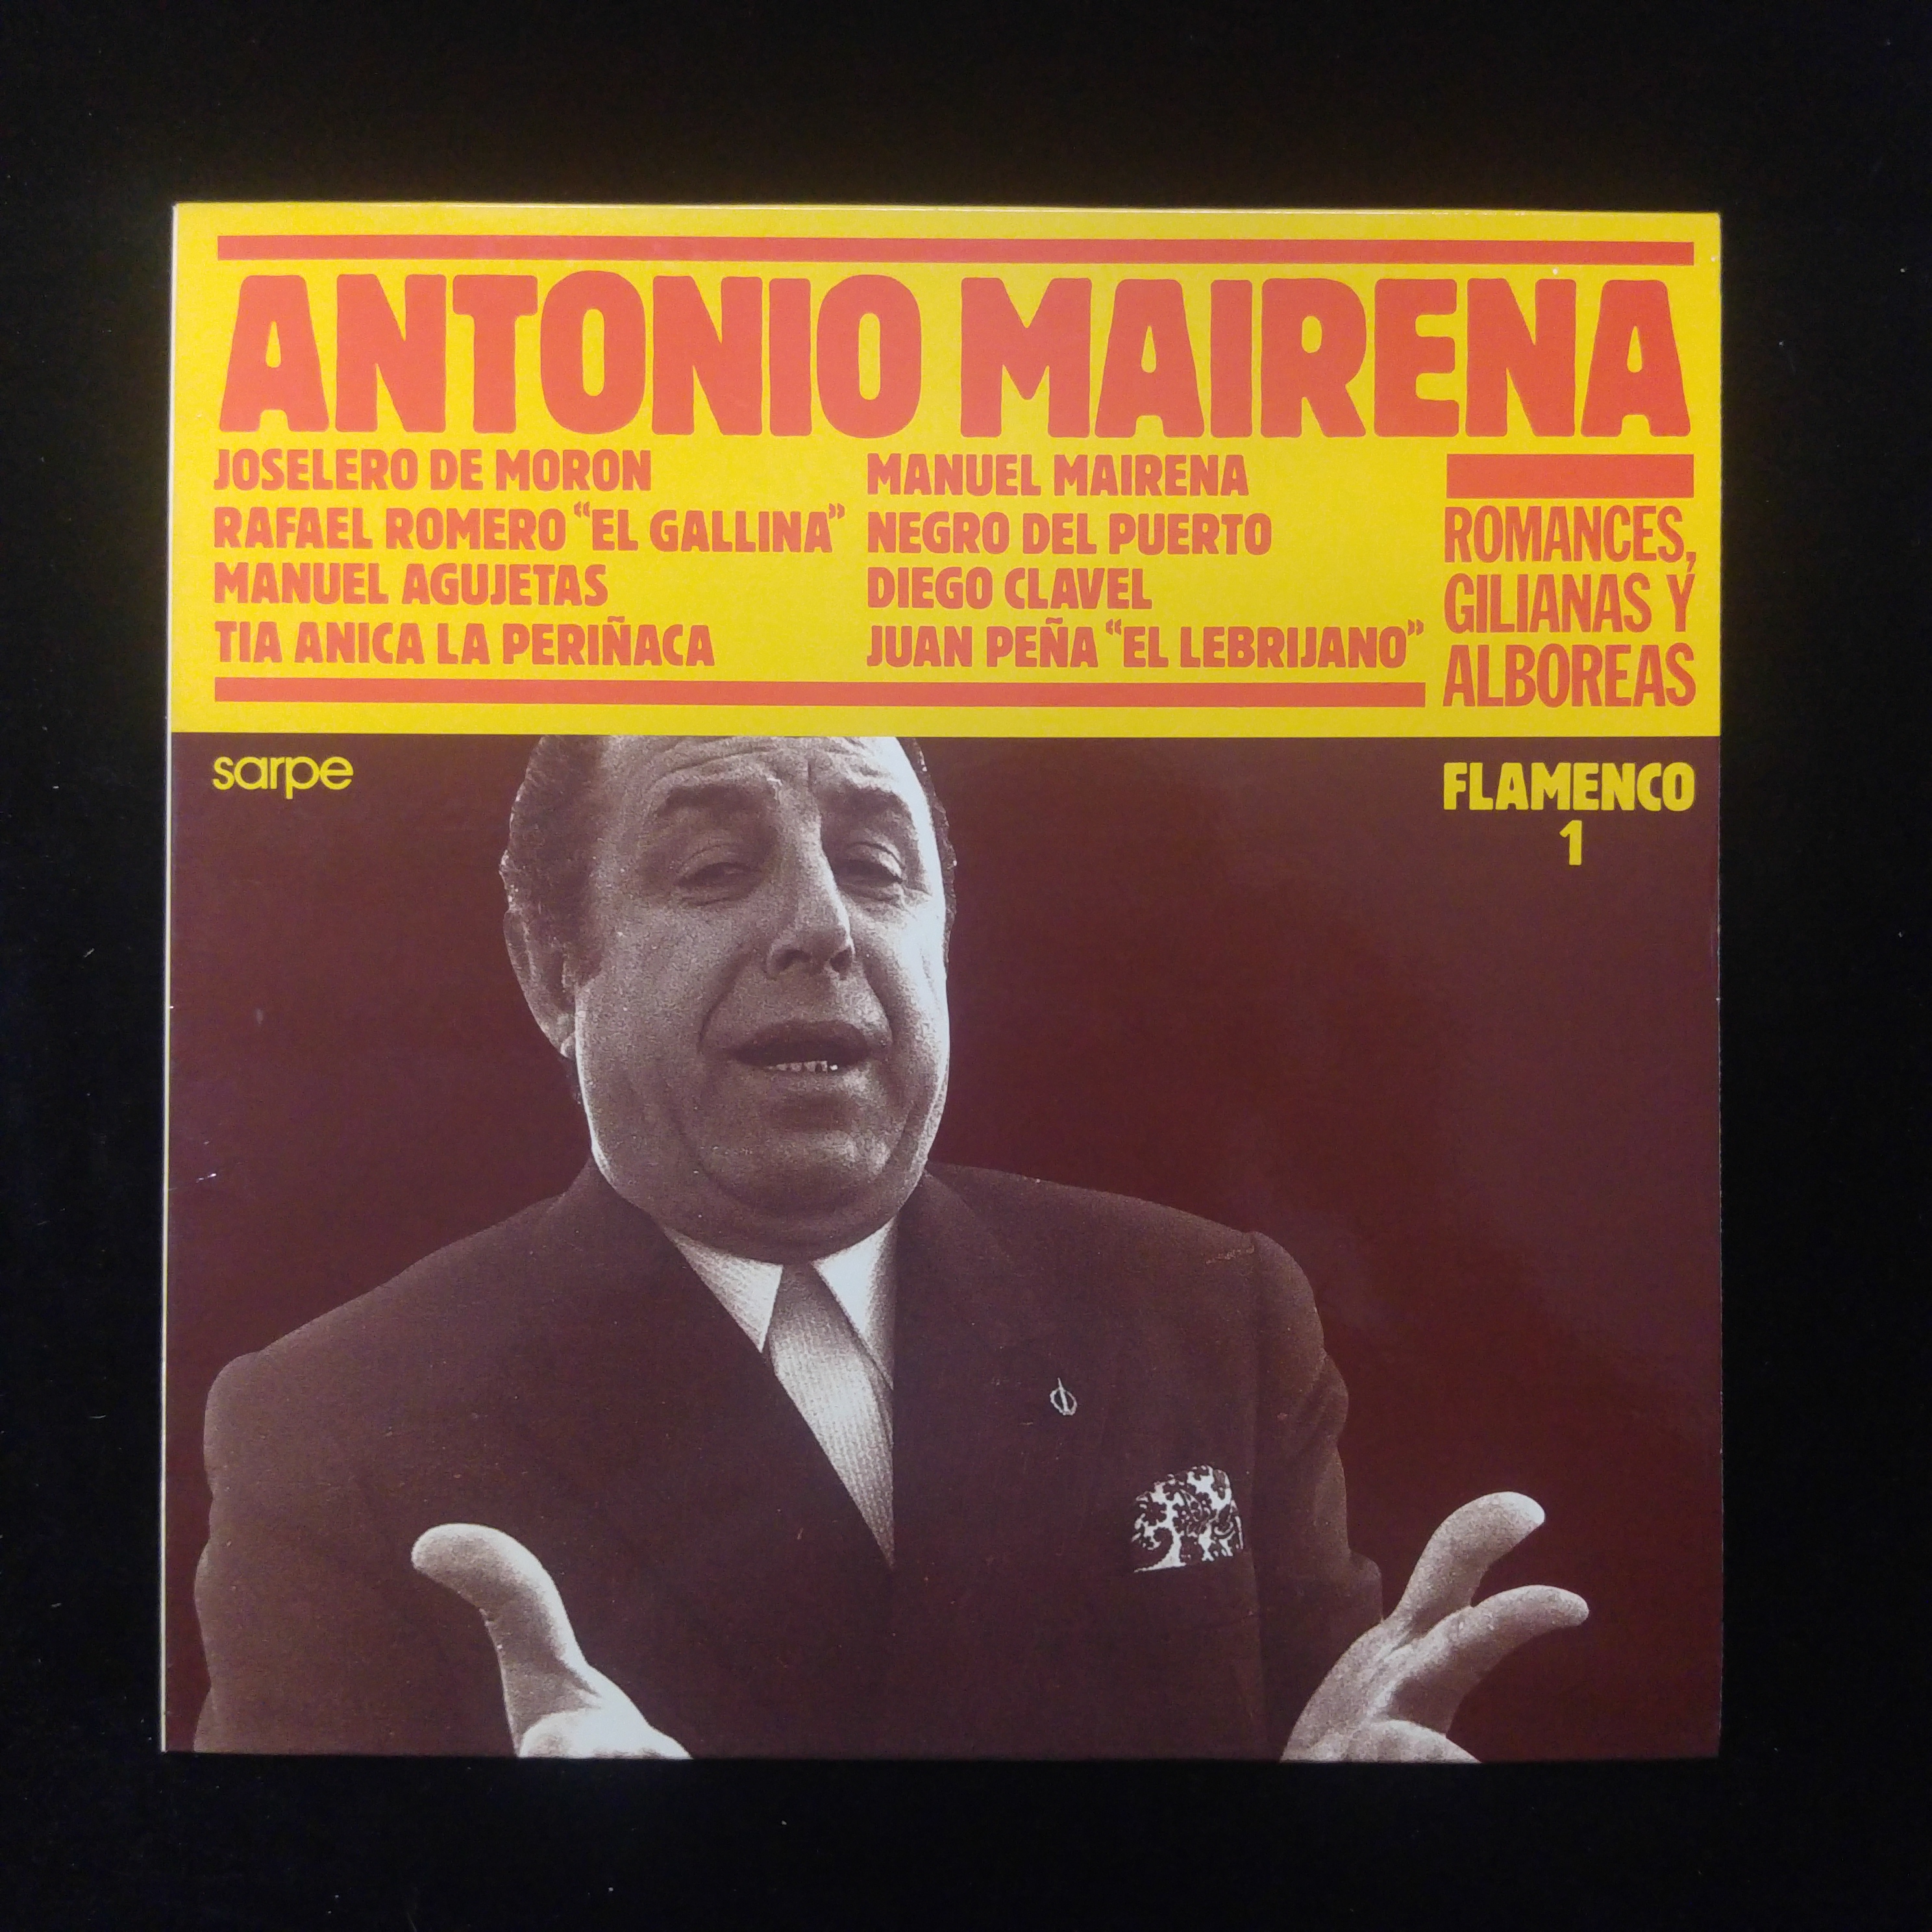 ANTONIO MAIRENA
JOSELERO DE MORON
RAFAEL ROMERO “EL GALLINA”
MANUEL AGUJETAS
TIA ANICA LA PERIÑACA
MANUEL MAIRENA
NEGRO DEL PUERTO
DIEGO CLAVEL
JUAN PEÑA “EL LEBRIJANO”
ROMANCES,
GILIANAS Y
ALBOREAS
sarpe
FLAMENCO
1